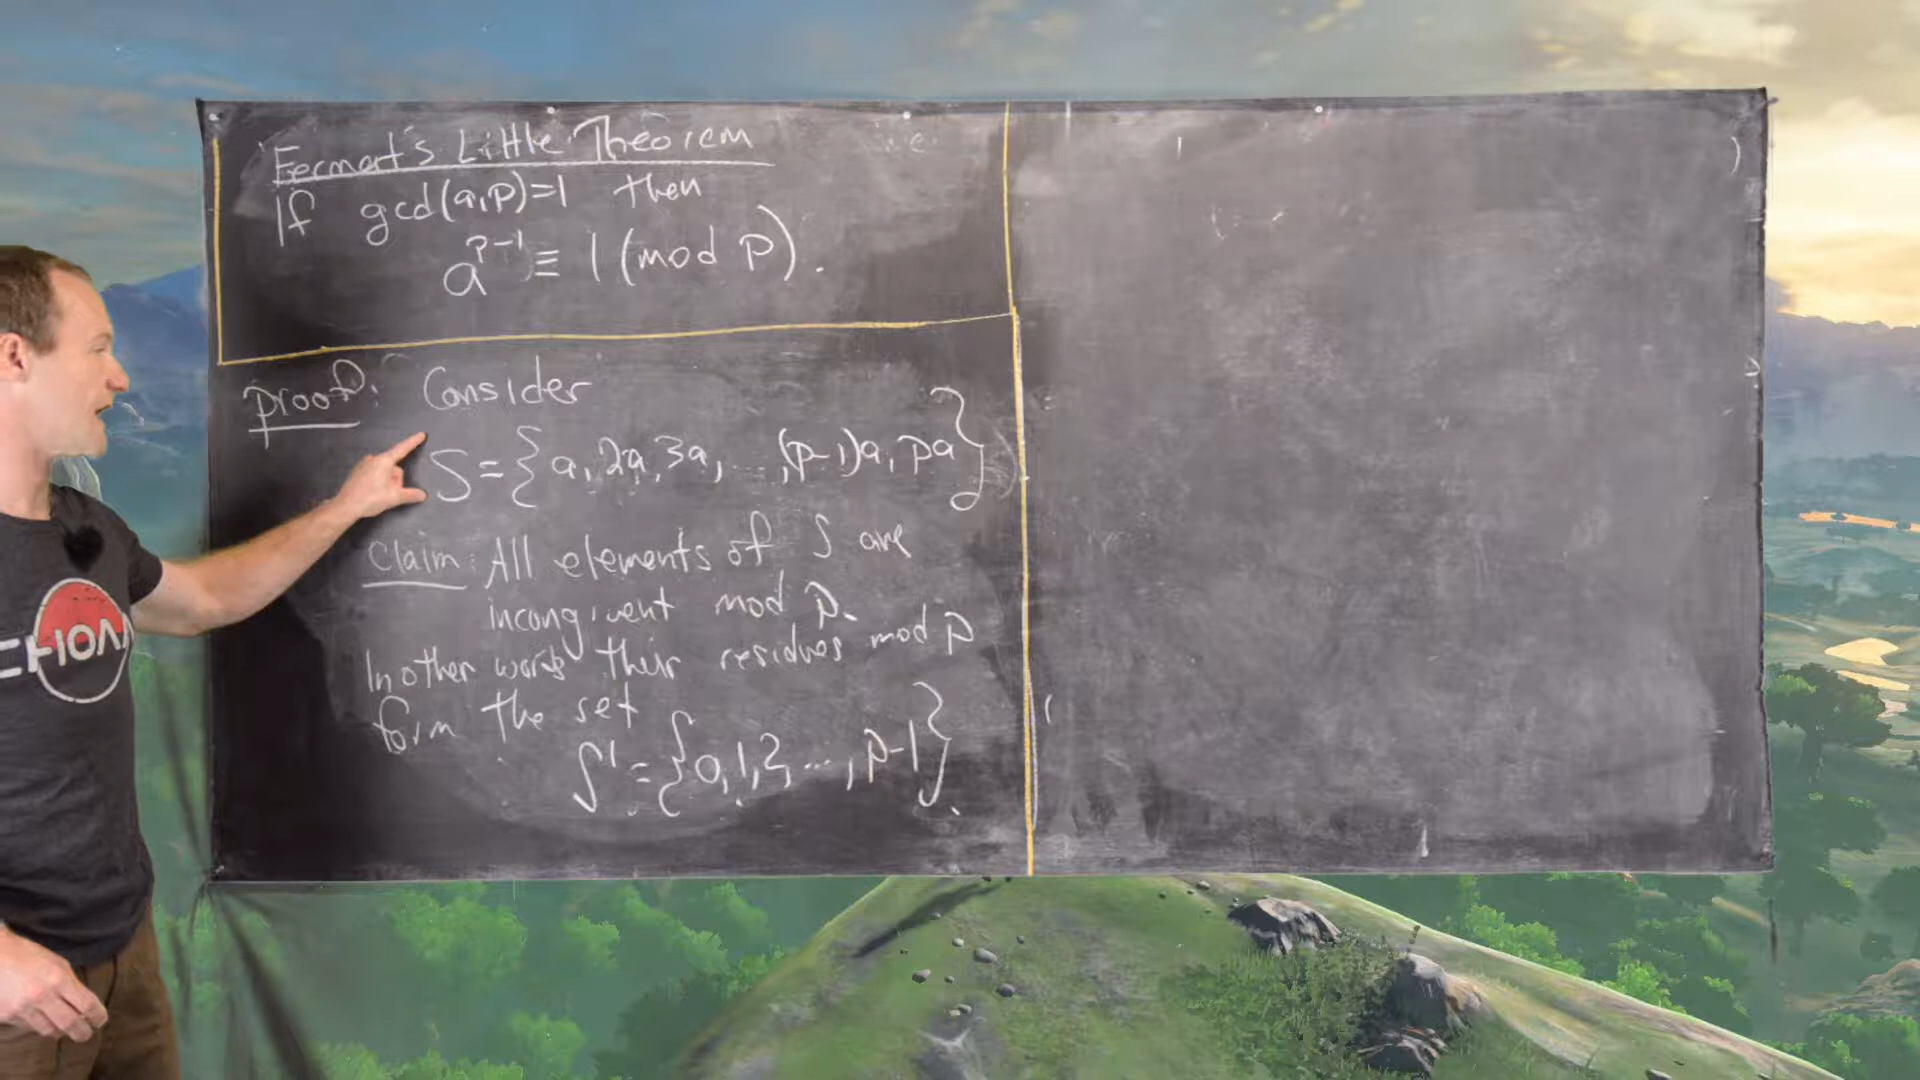 Fermat's Little Theorem
If gcd(a,p)=1 then
a^{p-1} ≡ 1 (mod p).
Proof: Consider
S = {a, 2a, 3a, ..., (p-1)a, pa}
Claim: All elements of S are
incongruent mod p.
In other words their residues mod p
form the set
S' = {0, 1, 2, ..., p-1}.